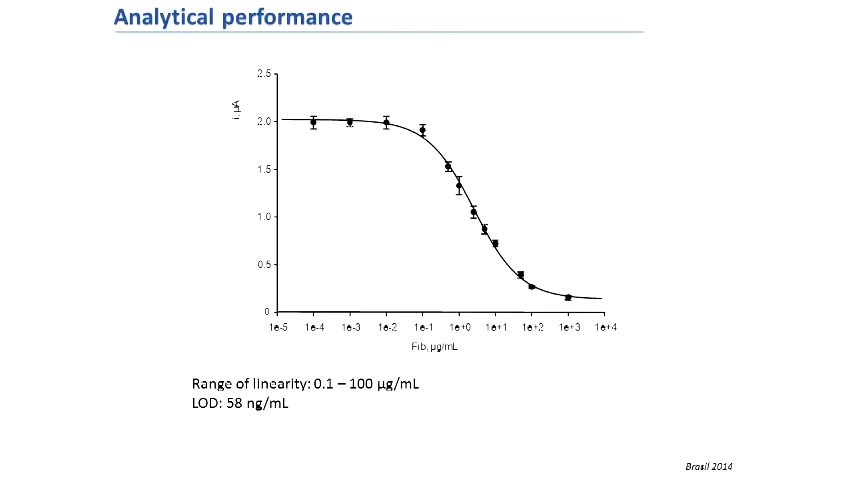 Analytical performance
2.5
i, µA
2.0
1.5
1.0
0.5
0
1e-5 1e-4 1e-3 1e-2 1e-1 1e+0 1e+1 1e+2 1e+3 1e+4
Frb, µg/mL
Range of linearity: 0.1 – 100 µg/mL
LOD: 58 ng/mL
Brasil 2014